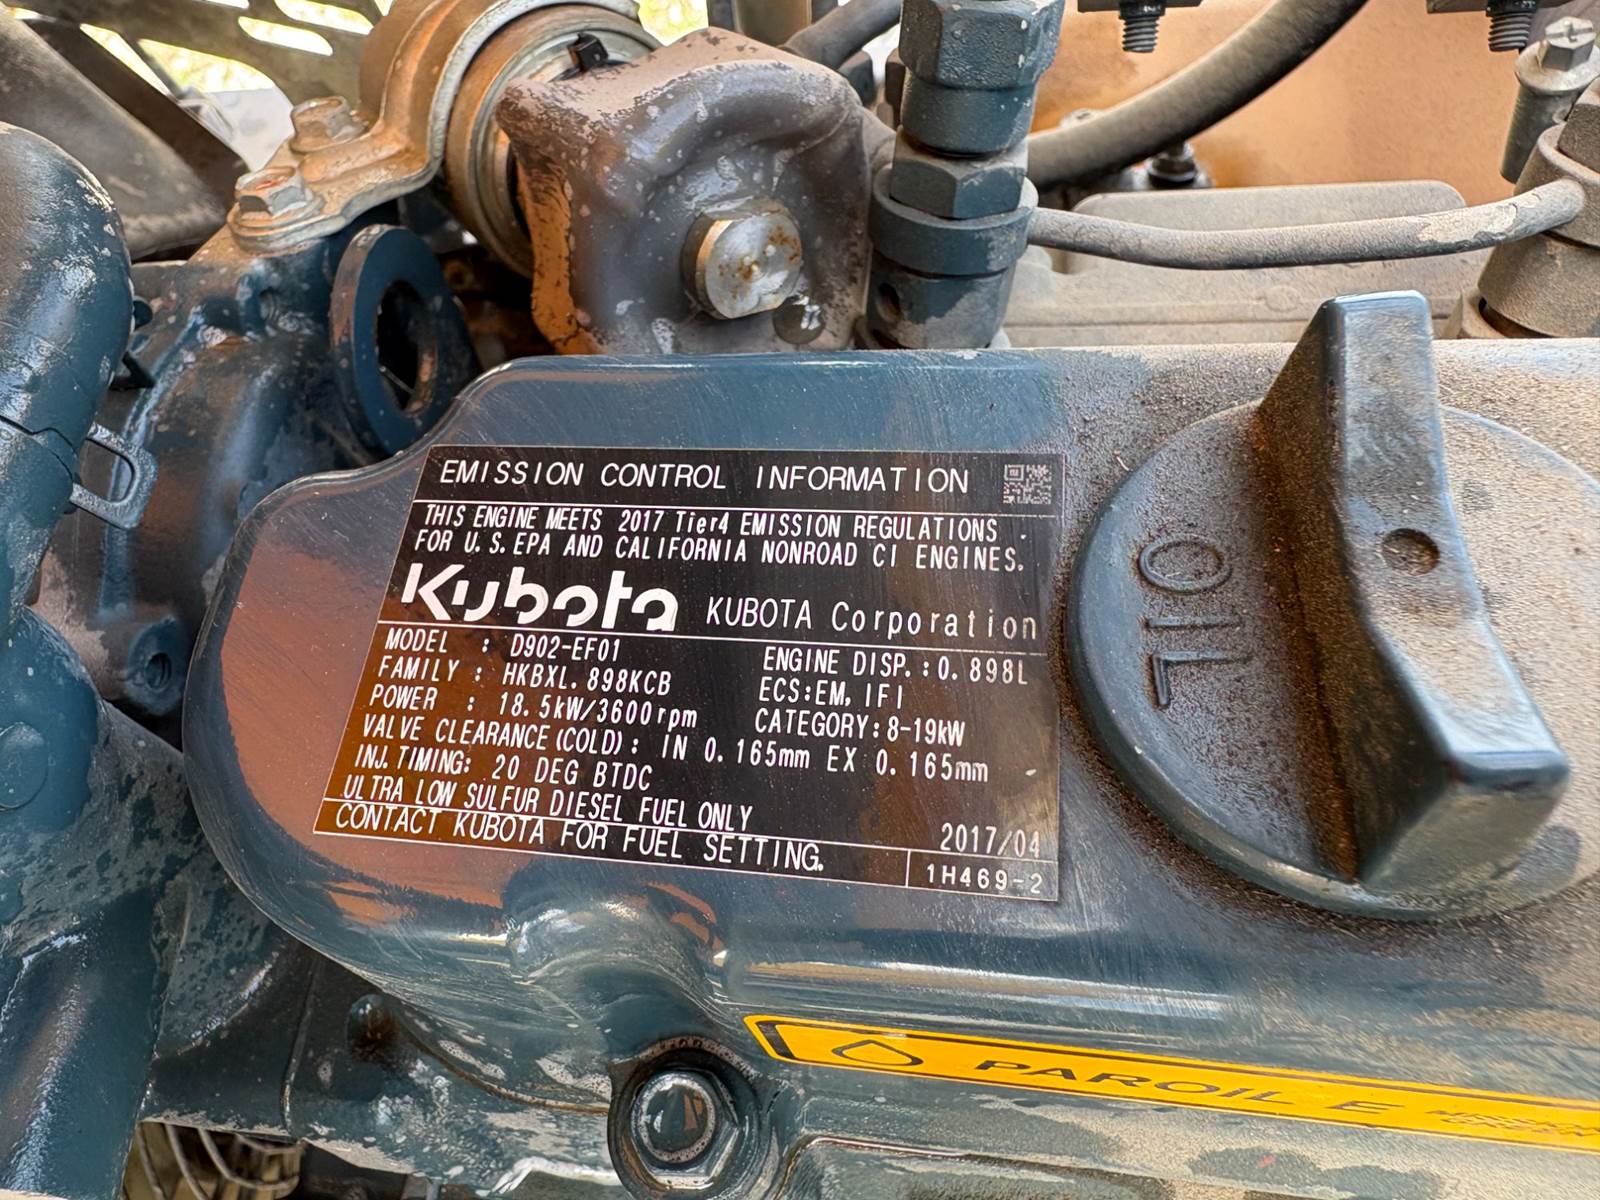 EMISSION CONTROL INFORMATION
THIS ENGINE MEETS 2017 Tier4 EMISSION REGULATIONS
FOR U.S. EPA AND CALIFORNIA NONROAD CI ENGINES.
Kubota KUBOTA Corporation
MODEL : D902-EF01
ENGINE DISP.:0.898L
FAMILY : HKBXL.898KCB
ECS:EM, IFI
POWER : 18.5kW/3600rpm
CATEGORY:8-19kW
VALVE CLEARANCE(COLD): IN 0.165mm EX 0.165mm
INJ.TIMING: 20 DEG BTDC
ULTRA LOW SULFUR DIESEL FUEL ONLY
2017/04
CONTACT KUBOTA FOR FUEL SETTING.
1H469-2
OIL
PAROIL E